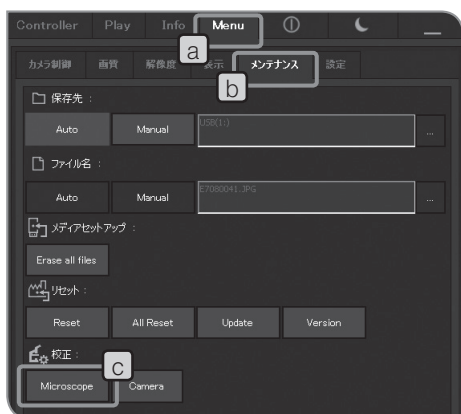 Controller Play Info Menu
a
カメラ制御 画質 解像度 表示 メンテナンス 設定
b
保存先 :
Auto Manual USB(1:) ...
ファイル名 :
Auto Manual E7080041.JPG ...
メディアセットアップ :
Erase all files
リセット :
Reset All Reset Update Version
校正 :
c
Microscope Camera